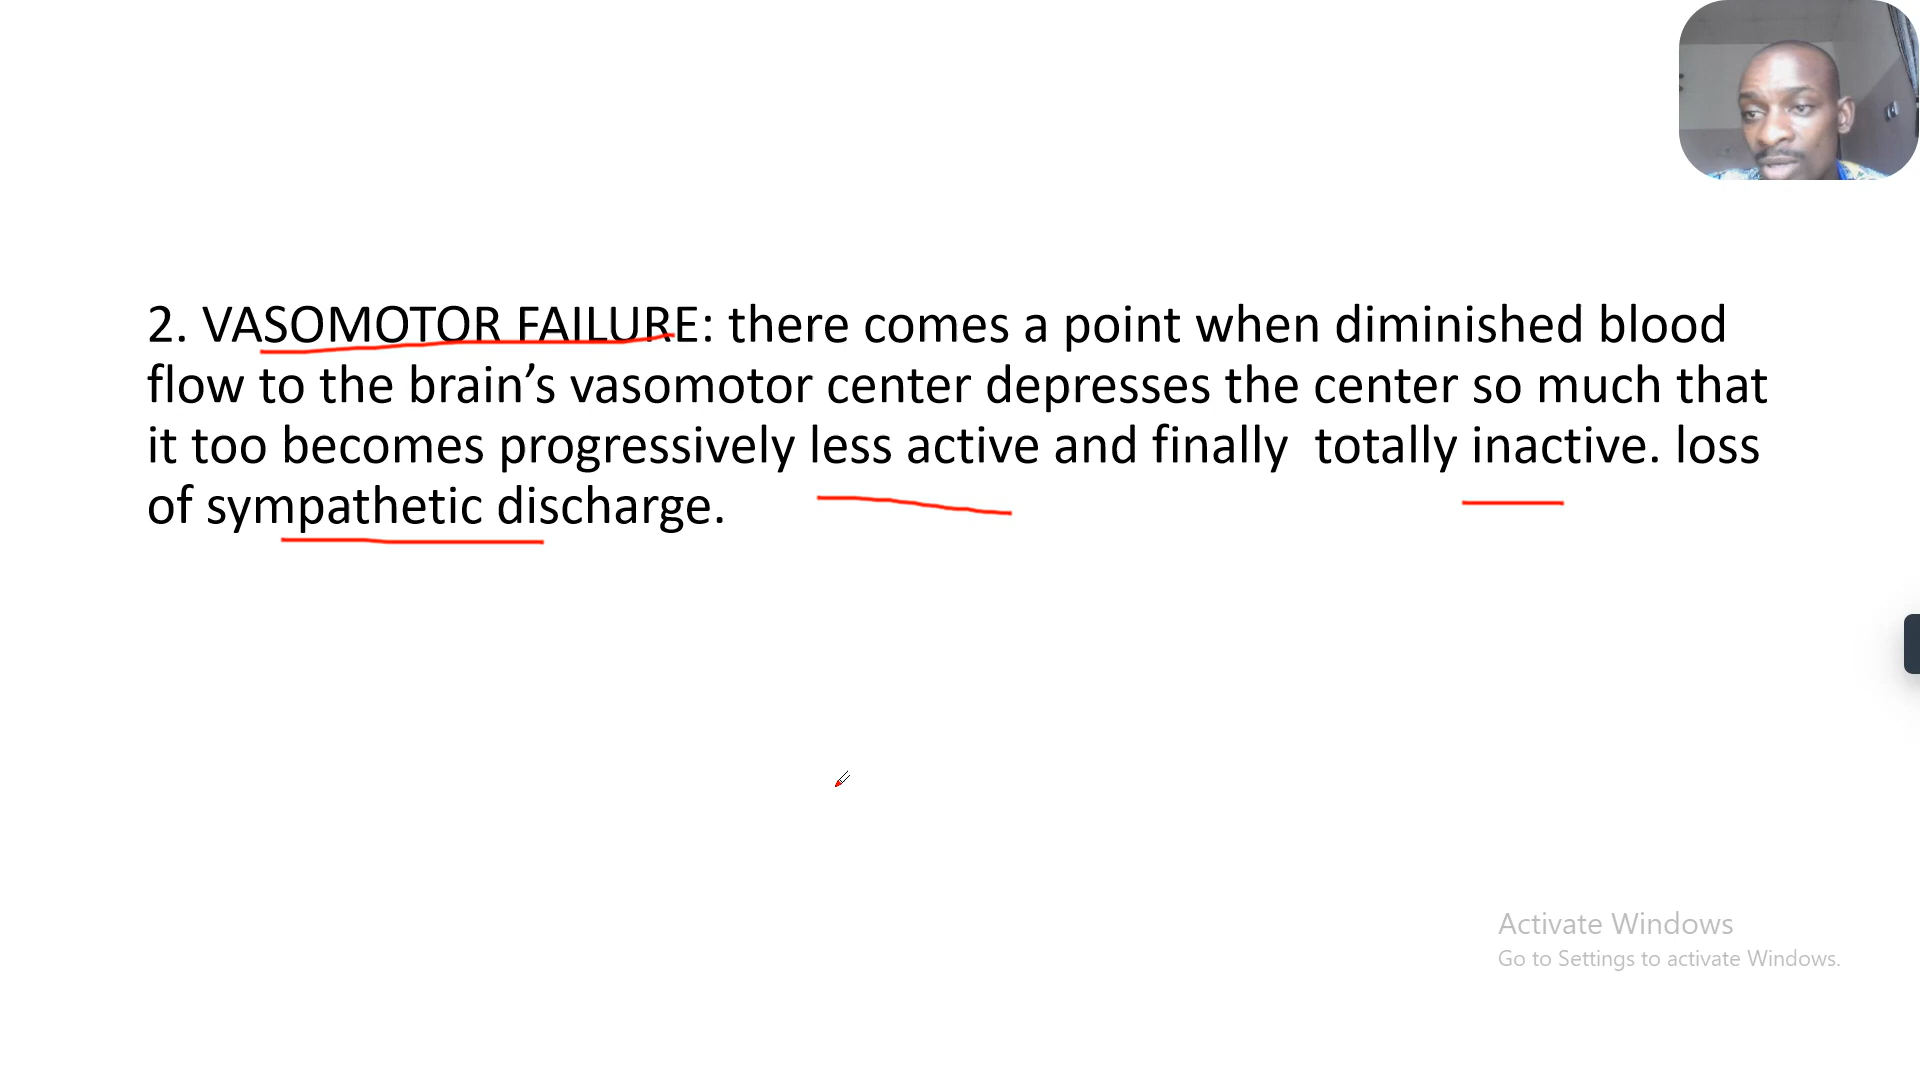 2. VASOMOTOR FAILURE: there comes a point when diminished blood
flow to the brain’s vasomotor center depresses the center so much that
it too becomes progressively less active and finally  totally inactive. loss
of sympathetic discharge.
Activate Windows
Go to Settings to activate Windows.